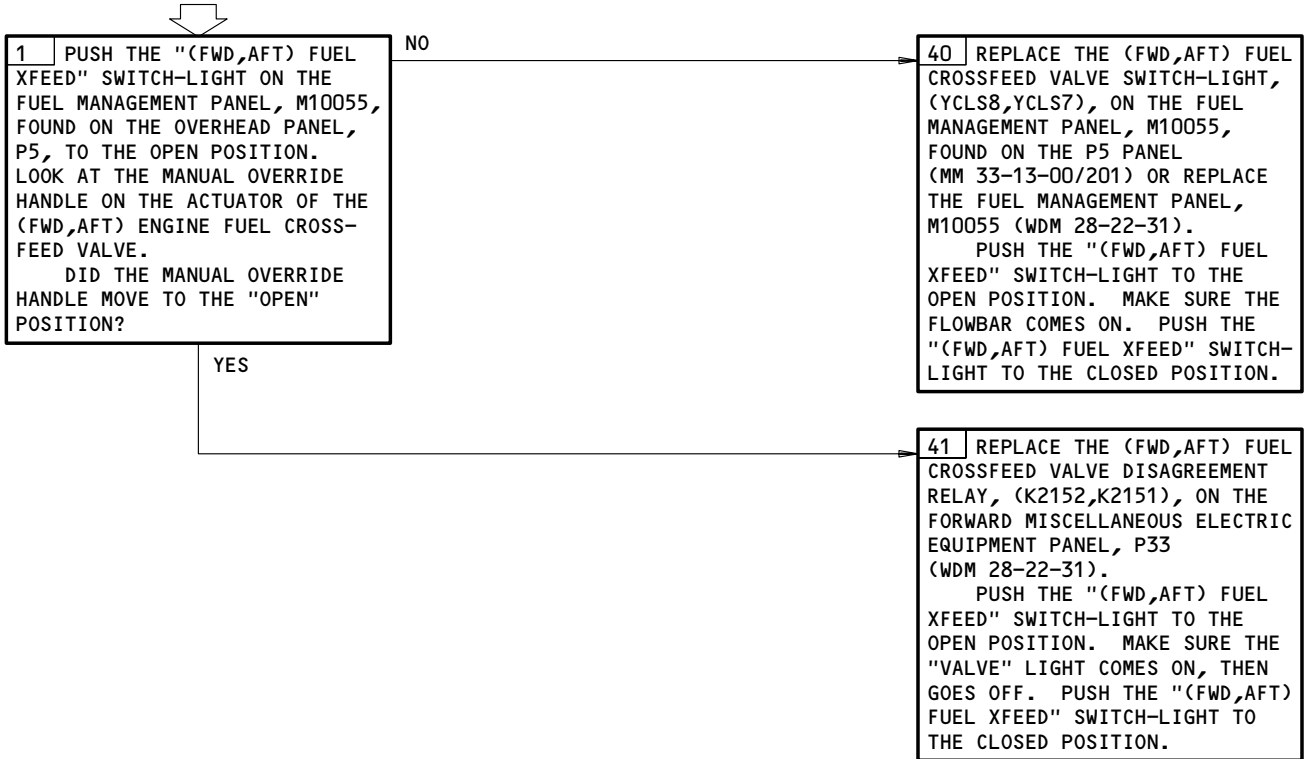 1 PUSH THE "(FWD,AFT) FUEL
XFEED" SWITCH-LIGHT ON THE
FUEL MANAGEMENT PANEL, M10055,
FOUND ON THE OVERHEAD PANEL,
P5, TO THE OPEN POSITION.
LOOK AT THE MANUAL OVERRIDE
HANDLE ON THE ACTUATOR OF THE
(FWD,AFT) ENGINE FUEL CROSS-
FEED VALVE.
DID THE MANUAL OVERRIDE
HANDLE MOVE TO THE "OPEN"
POSITION?
NO
YES
40 REPLACE THE (FWD,AFT) FUEL
CROSSFEED VALVE SWITCH-LIGHT,
(YCLS8,YCLS7), ON THE FUEL
MANAGEMENT PANEL, M10055,
FOUND ON THE P5 PANEL
(MM 33-13-00/201) OR REPLACE
THE FUEL MANAGEMENT PANEL,
M10055 (WDM 28-22-31).
PUSH THE "(FWD,AFT) FUEL
XFEED" SWITCH-LIGHT TO THE
OPEN POSITION. MAKE SURE THE
FLOWBAR COMES ON. PUSH THE
"(FWD,AFT) FUEL XFEED" SWITCH-
LIGHT TO THE CLOSED POSITION.
41 REPLACE THE (FWD,AFT) FUEL
CROSSFEED VALVE DISAGREEMENT
RELAY, (K2152,K2151), ON THE
FORWARD MISCELLANEOUS ELECTRIC
EQUIPMENT PANEL, P33
(WDM 28-22-31).
PUSH THE "(FWD,AFT) FUEL
XFEED" SWITCH-LIGHT TO THE
OPEN POSITION. MAKE SURE THE
"VALVE" LIGHT COMES ON, THEN
GOES OFF. PUSH THE "(FWD,AFT)
FUEL XFEED" SWITCH-LIGHT TO
THE CLOSED POSITION.